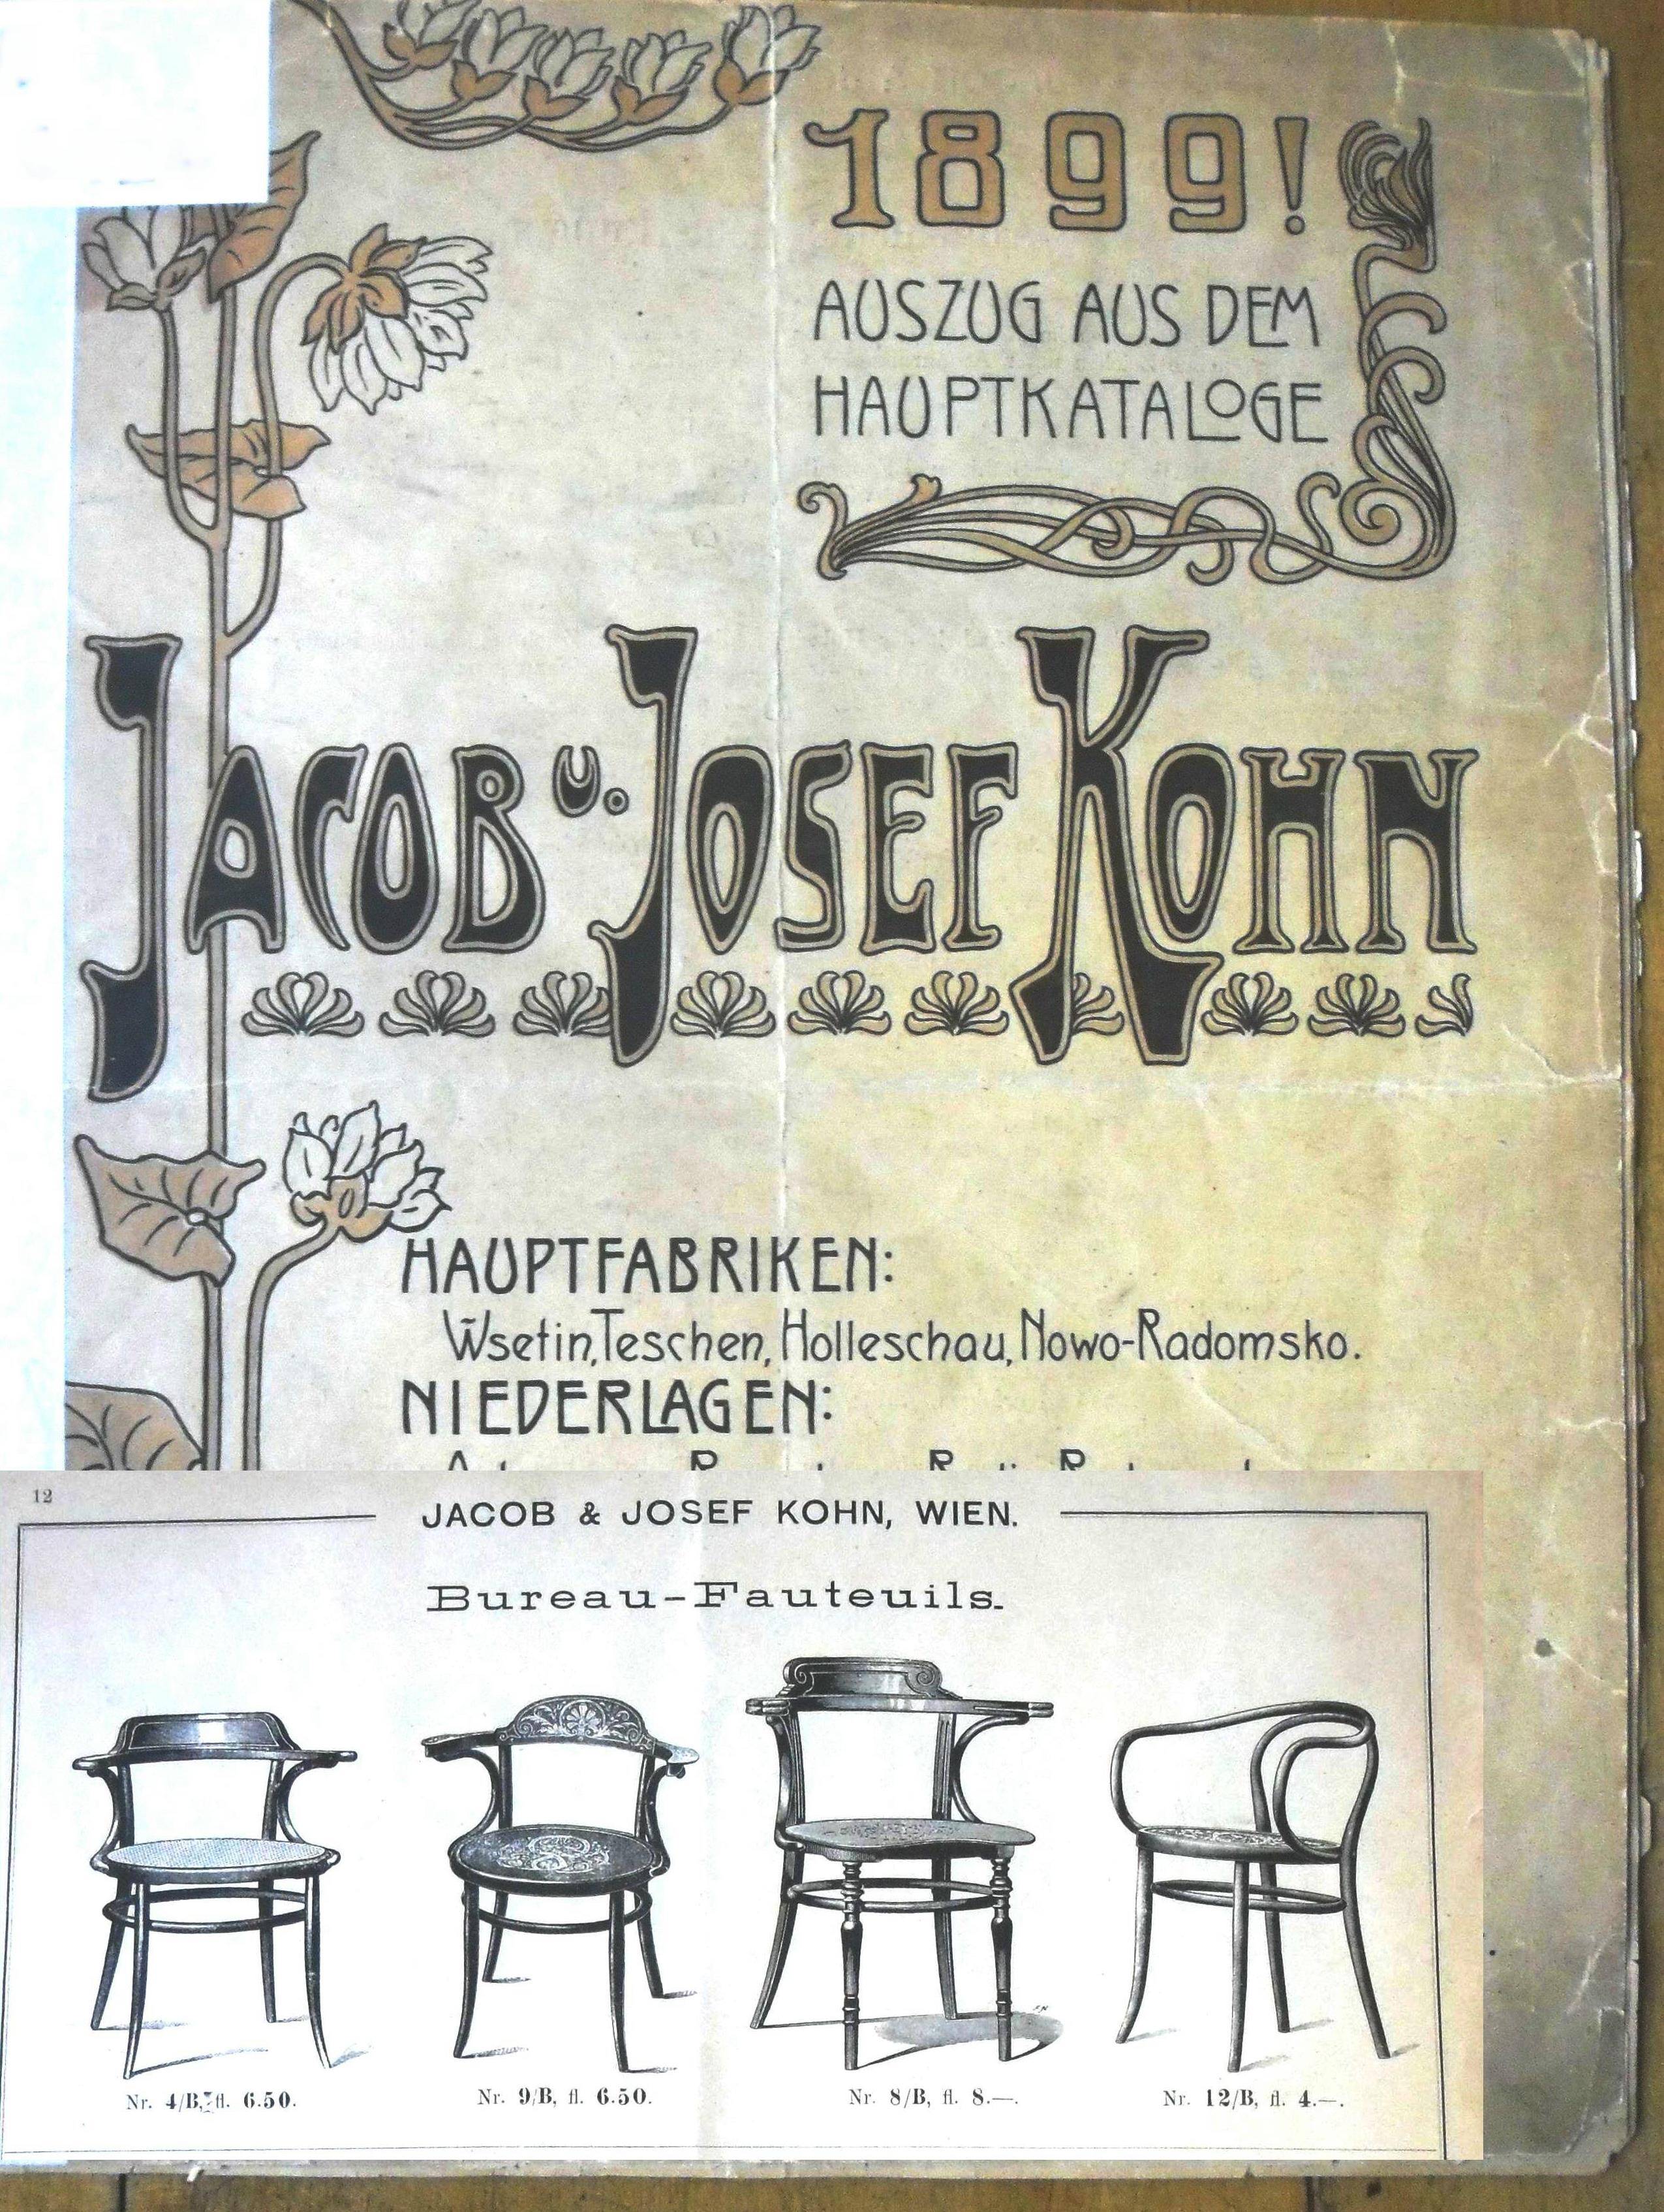 1899!
AUSZUG AUS DEM
HAUPTKATALOGE
JACOB U. JOSEF KOHN
HAUPTFABRIKEN:
Wsetin, Teschen, Holleschau, Nowo-Radomsko.
NIEDERLAGEN:
12
JACOB & JOSEF KOHN, WIEN.
Bureau-Fauteuils.
Nr. 4/B, fl. 6.50.
Nr. 9/B, fl. 6.50.
Nr. 8/B, fl. 8.—.
Nr. 12/B, fl. 4.—.